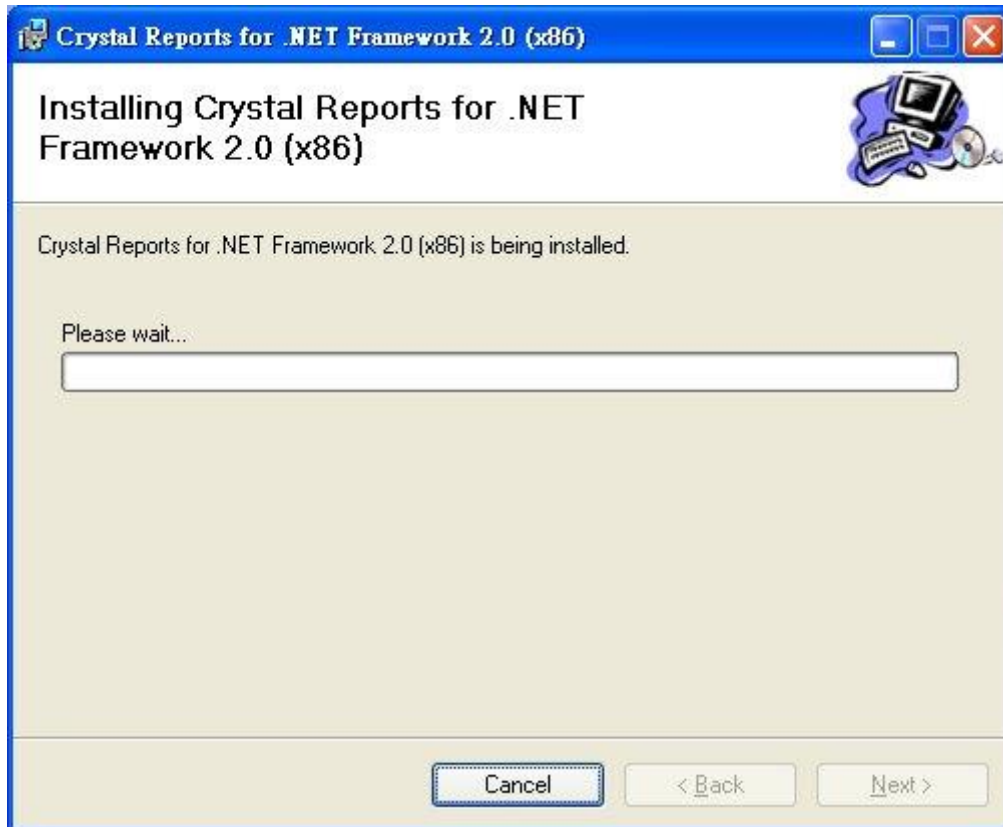 Crystal Reports for .NET Framework 2.0 (x86)
Installing Crystal Reports for .NET
Framework 2.0 (x86)
Crystal Reports for .NET Framework 2.0 (x86) is being installed.
Please wait...
Cancel
< Back
Next >